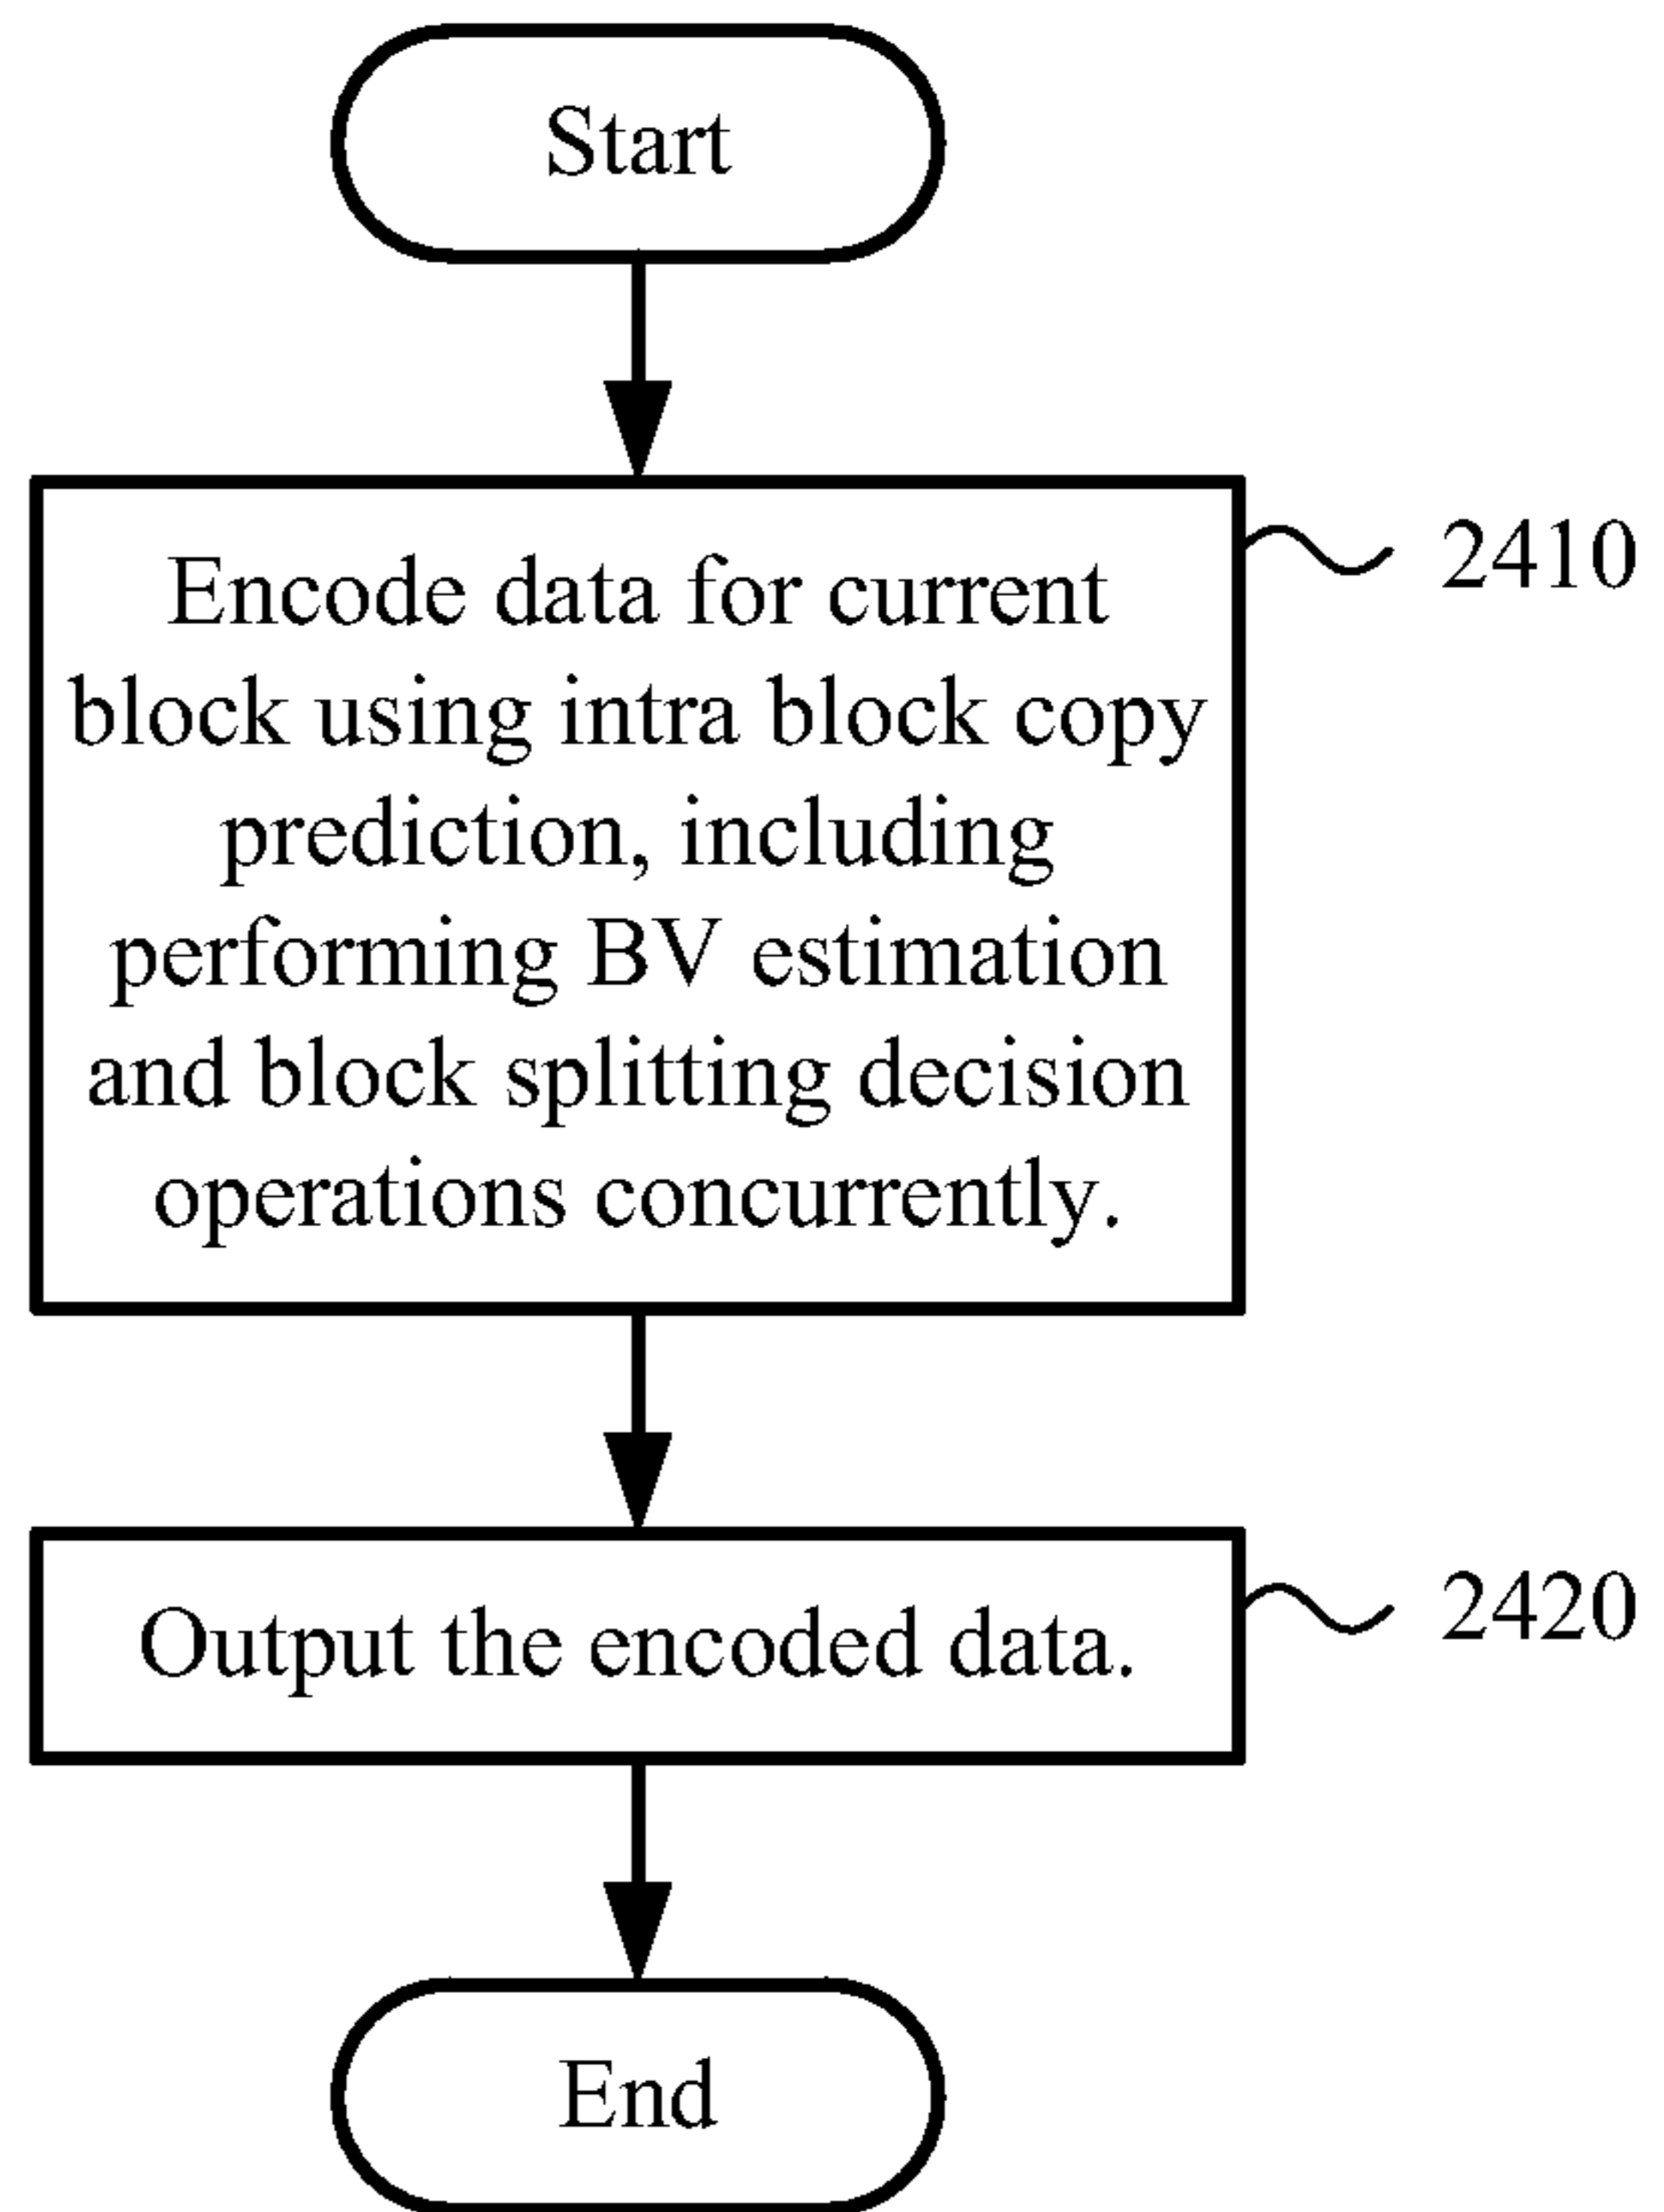 Start
Encode data for current
block using intra block copy
prediction, including
performing BV estimation
and block splitting decision
operations concurrently.
2410
Output the encoded data.
2420
End